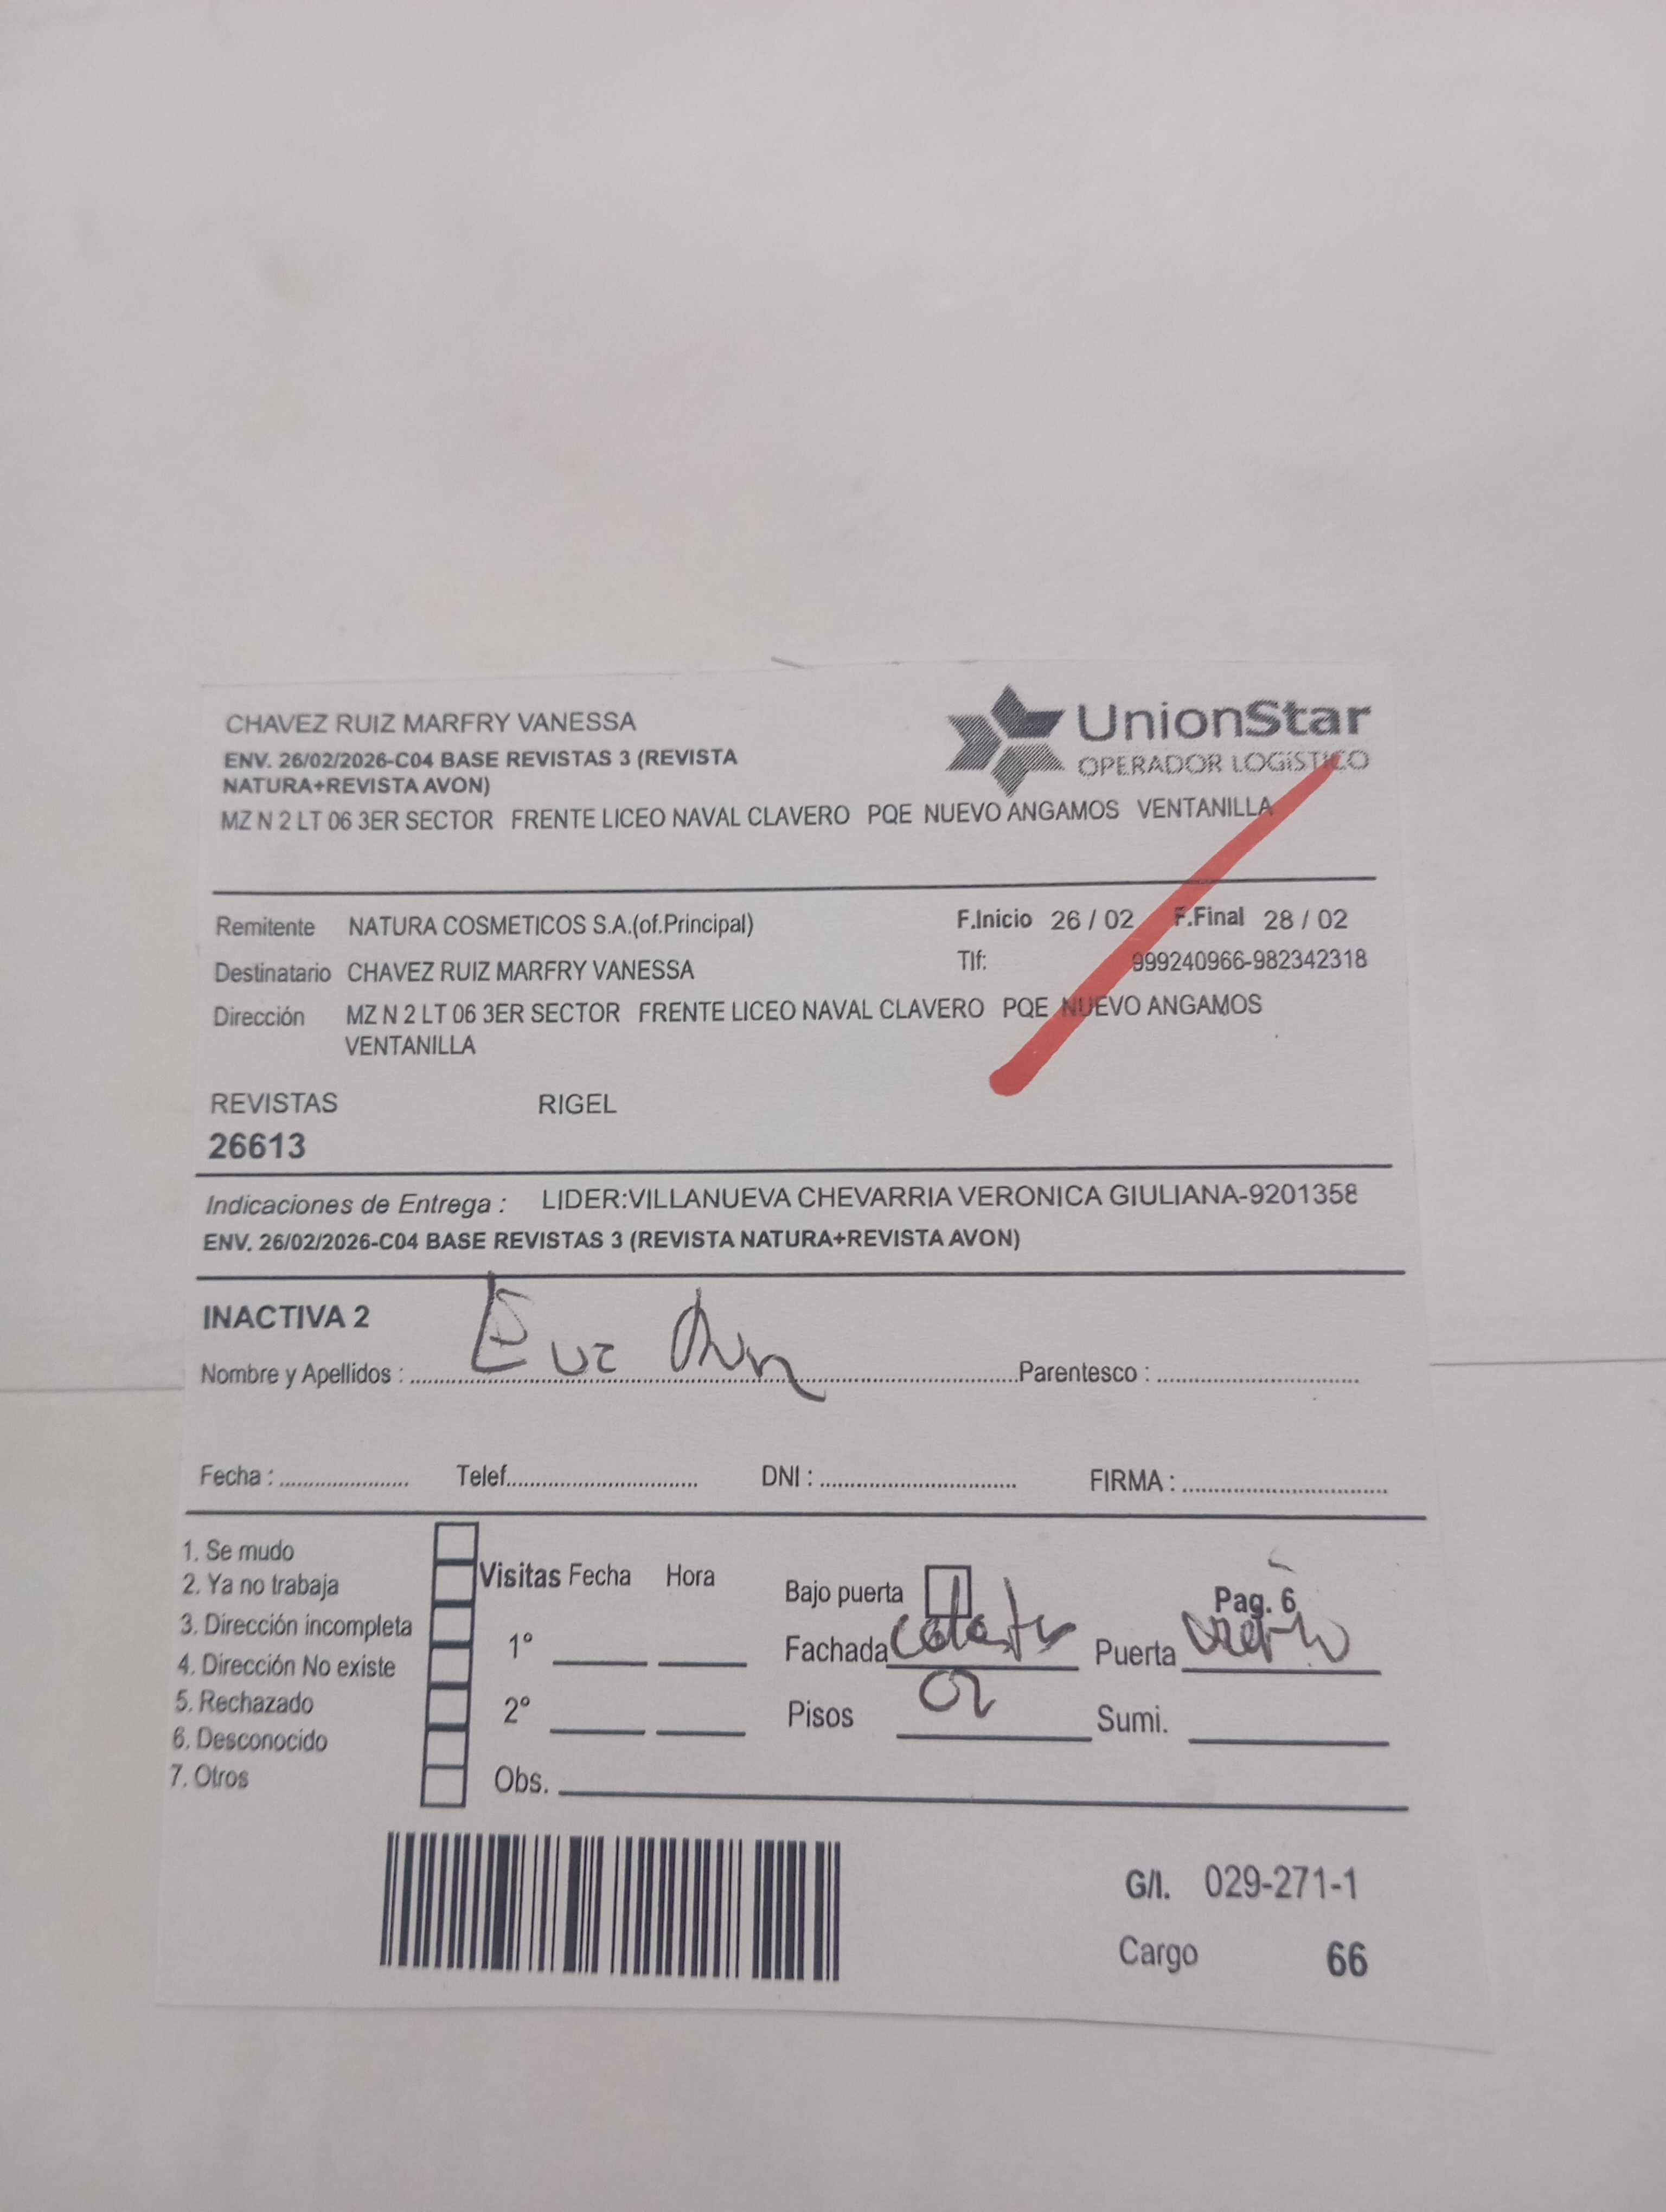 CHAVEZ RUIZ MARFRY VANESSA
UnionStar
OPERADOR LOGíSTICO
ENV. 26/02/2026-C04 BASE REVISTAS 3 (REVISTA
NATURA+REVISTA AVON)
MZ N 2 LT 06 3ER SECTOR FRENTE LICEO NAVAL CLAVERO PQE NUEVO ANGAMOS VENTANILLA
Remitente NATURA COSMETICOS S.A.(of.Principal) F.Inicio 26 / 02 F.Final 28 / 02
Destinatario CHAVEZ RUIZ MARFRY VANESSA Tlf: 999240966-982342318
Dirección MZ N 2 LT 06 3ER SECTOR FRENTE LICEO NAVAL CLAVERO PQE NUEVO ANGAMOS
VENTANILLA
REVISTAS RIGEL
26613
Indicaciones de Entrega : LIDER:VILLANUEVA CHEVARRIA VERONICA GIULIANA-9201358
ENV. 26/02/2026-C04 BASE REVISTAS 3 (REVISTA NATURA+REVISTA AVON)
INACTIVA 2
Nombre y Apellidos : Parentesco :
Fecha : Telef. DNI : FIRMA :
1. Se mudo
2. Ya no trabaja
3. Dirección incompleta
4. Dirección No existe
5. Rechazado
6. Desconocido
7. Otros
Visitas Fecha Hora
1º
2º
Obs.
Bajo puerta Pag. 6
Fachada Puerta
Pisos 02 Sumi.
G/I. 029-271-1
Cargo 66